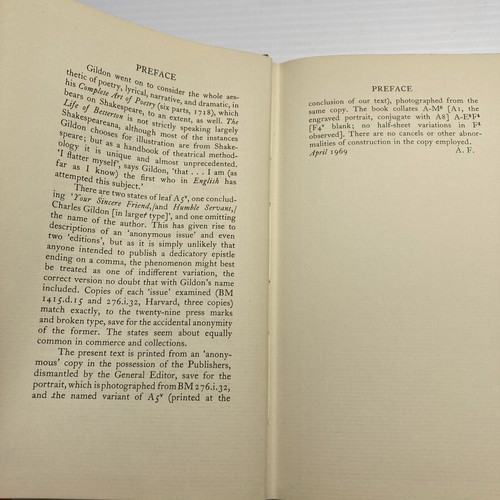 PREFACE
Gildon went on to consider the whole aes-
thetic of poetry, lyrical, narrative, and dramatic, in
his Complete Art of Poetry (six parts, 1718), which
bears on Shakespeare, to an extent, as well. The
Life of Betterton is not strictly speaking largely
Shakespeareana, although most of the instances
Gildon chooses for illustration are from Shake-
speare; but as a handbook of theatrical method-
ology it is unique and almost unprecedented.
'I flatter myself', says Gildon, 'that . . . I am (as
far as I know) the first who in English has
attempted this subject.'
There are two states of leaf A5ᵛ, one conclud-
ing 'Your Sincere Friend,/and Humble Servant,/
Charles Gildon [in larger type]', and one omitting
the name of the author. This has given rise to
descriptions of an 'anonymous issue' and even
two 'editions', but as it is simply unlikely that
anyone intended to publish a dedicatory epistle
ending on a comma, the phenomenon might best
be treated as one of indifferent variation, the
correct version no doubt that with Gildon's name
included. Copies of each 'issue' examined (BM
1415.d.15 and 276.i.32, Harvard, three copies)
match exactly, to the twenty-nine press marks
and broken type, save for the accidental anonymity
of the former. The states seem about equally
common in commerce and collections.
The present text is printed from an 'anony-
mous' copy in the possession of the Publishers,
dismantled by the General Editor, save for the
portrait, which is photographed from BM 276.i.32,
and the named variant of A5ᵛ (printed at the
PREFACE
conclusion of our text), photographed from the
same copy. The book collates A-M⁸ [A1, the
engraved portrait, conjugate with A8] A-E⁸F⁴
[F4ᵛ blank; no half-sheet variations in F⁴
observed]. There are no cancels or other abnor-
malities of construction in the copy employed.
April 1969 A. F.